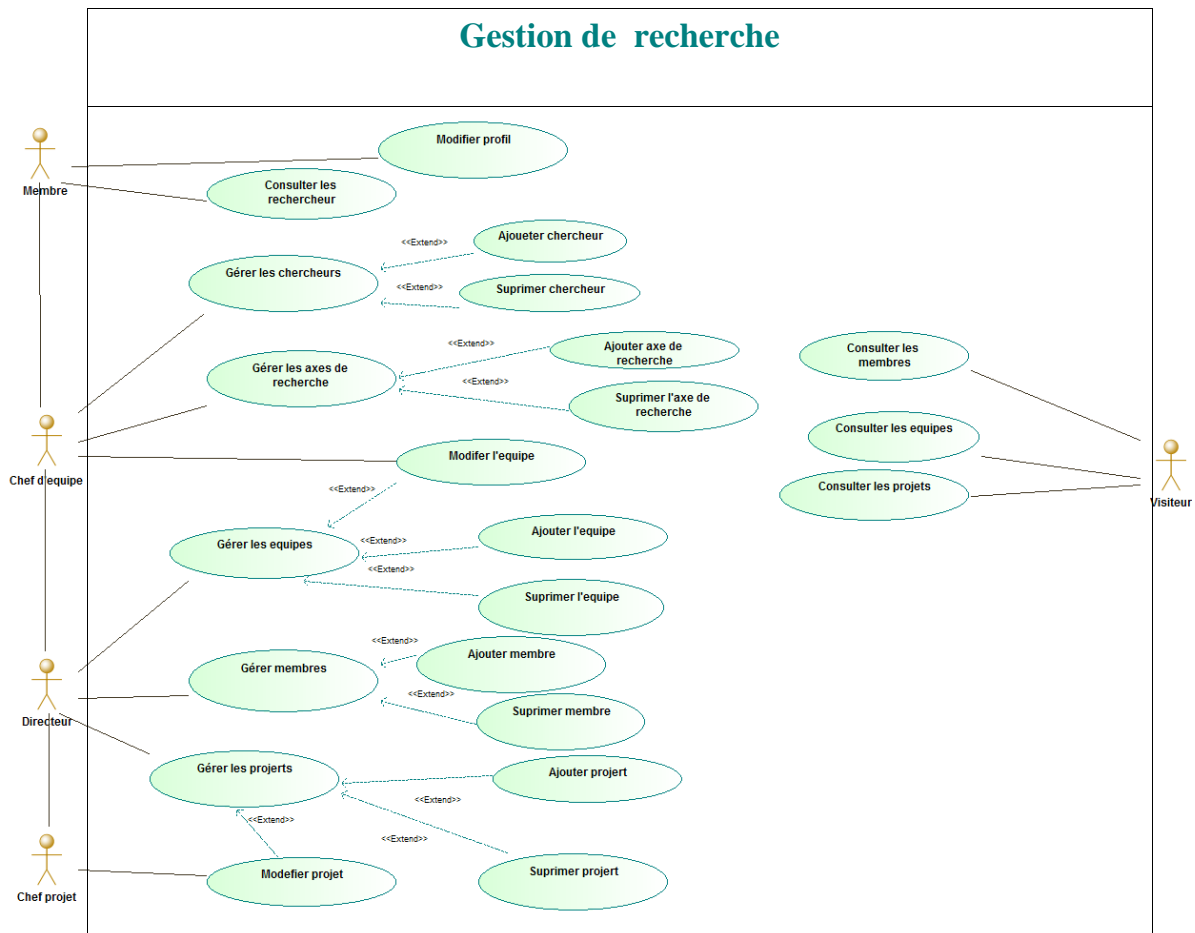 Gestion de  recherche
Modifier profil
Membre
Consulter les
rechercheur
Ajoueter chercheur
<<Extend>>
Gérer les chercheurs
<<Extend>>
Suprimer chercheur
<<Extend>>
Ajouter axe de
recherche
Consulter les
membres
Gérer les axes de
recherche
<<Extend>>
Suprimer l'axe de
recherche
Consulter les equipes
Modifer l'equipe
Chef d'equipe
<<Extend>>
Consulter les projets
Visiteur
Ajouter l'equipe
<<Extend>>
Gérer les equipes
<<Extend>>
Suprimer l'equipe
<<Extend>>
Ajouter membre
Gérer membres
<<Extend>>
Suprimer membre
Directeur
Gérer les projerts
Ajouter projert
<<Extend>>
<<Extend>>
<<Extend>>
Modefier projet
Suprimer projert
Chef projet